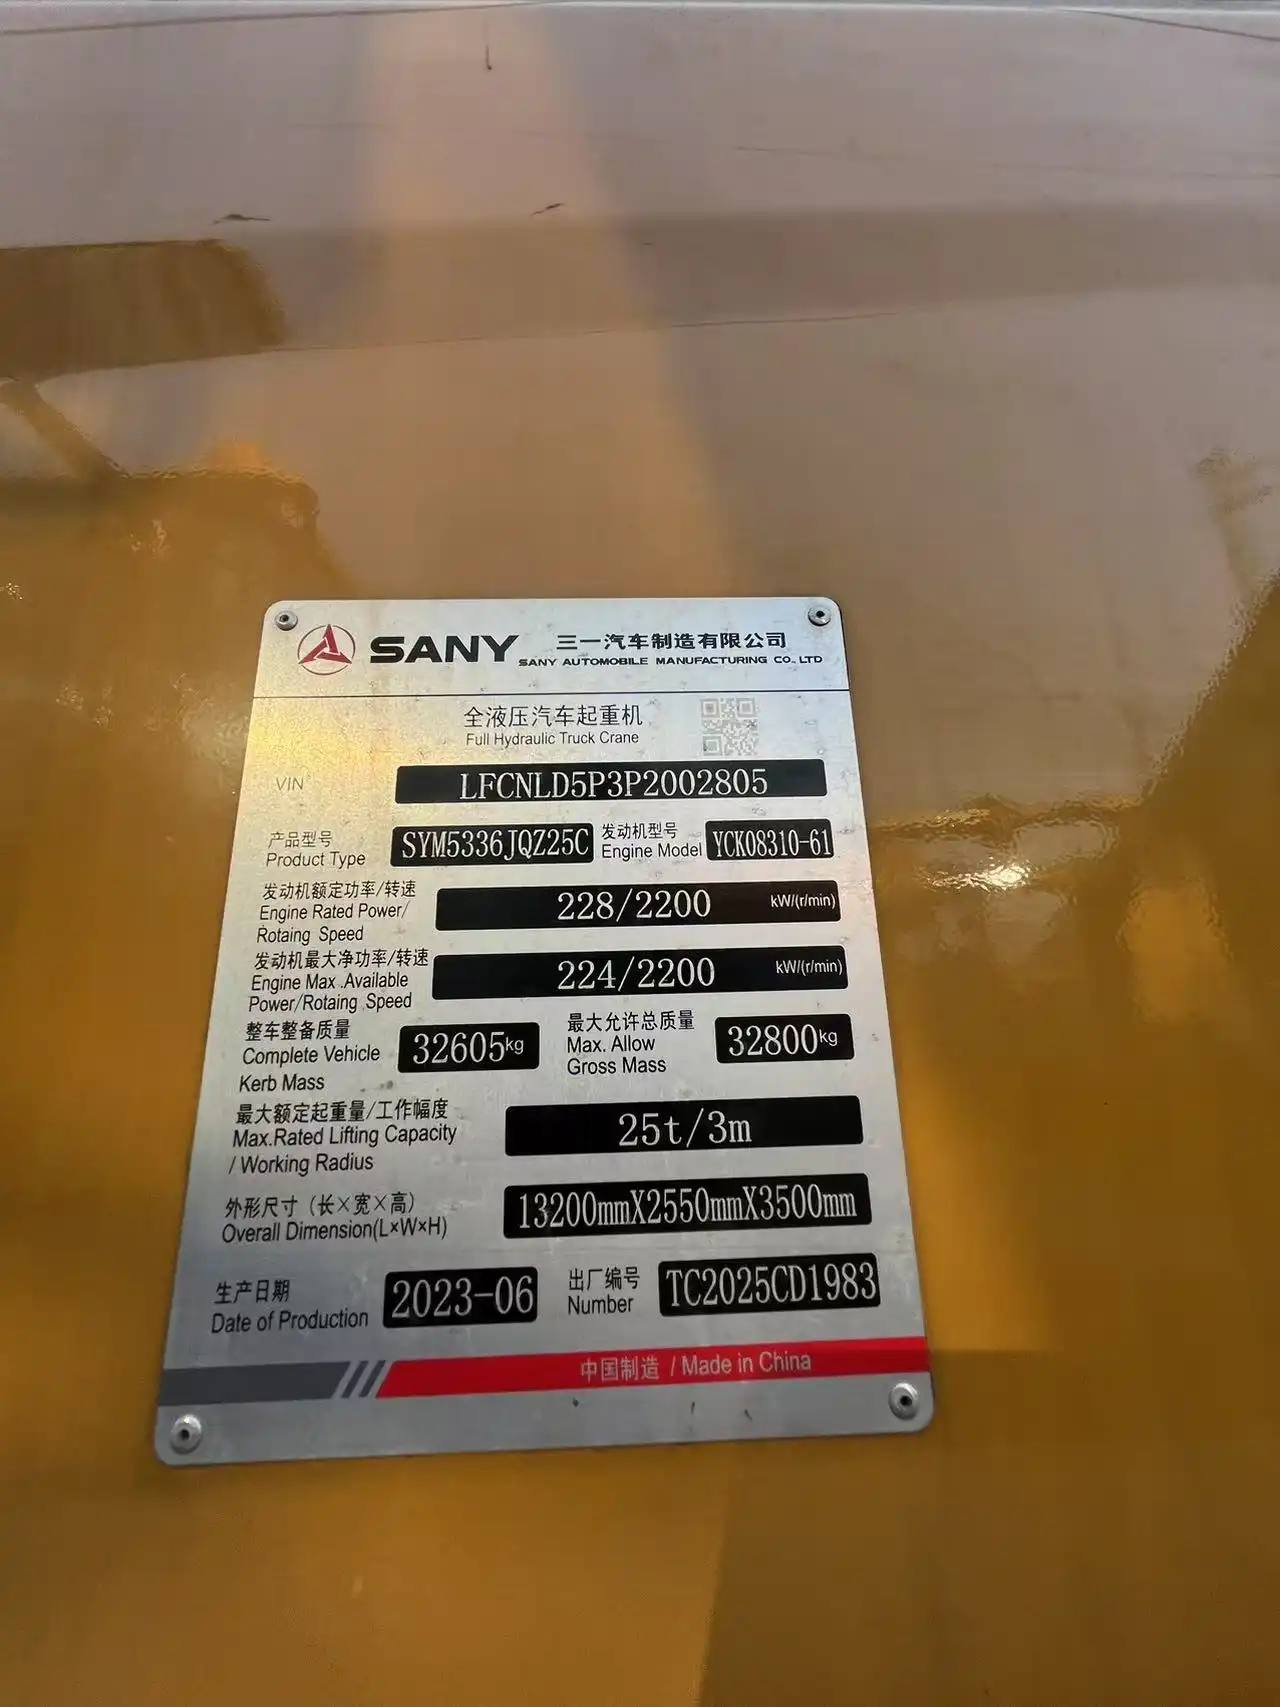 SANY 三一汽车制造有限公司
SANY AUTOMOBILE MANUFACTURING CO., LTD
全液压汽车起重机
Full Hydraulic Truck Crane
VIN LFCNLD5P3P2002805
产品型号 发动机型号
Product Type SYM5336JQZ25C Engine Model YCK08310-61
发动机额定功率/转速
Engine Rated Power/ 228/2200 kW/(r/min)
Rotaing Speed
发动机最大净功率/转速
Engine Max .Available 224/2200 kW/(r/min)
Power/Rotaing Speed
整车整备质量 最大允许总质量
Complete Vehicle 32605kg Max. Allow 32800kg
Kerb Mass Gross Mass
最大额定起重量/工作幅度
Max.Rated Lifting Capacity 25t/3m
/ Working Radius
外形尺寸（长×宽×高）
Overall Dimension(L×W×H) 13200mmX2550mmX3500mm
生产日期 出厂编号
Date of Production 2023-06 Number TC2025CD1983
中国制造 / Made in China